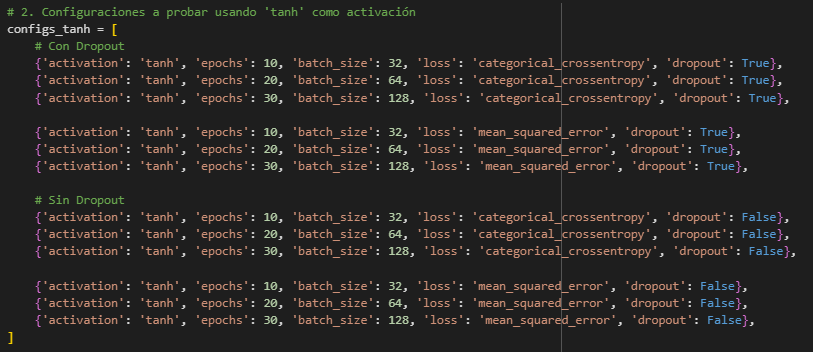 # 2. Configuraciones a probar usando 'tanh' como activación
configs_tanh = [
    # Con Dropout
    {'activation': 'tanh', 'epochs': 10, 'batch_size': 32, 'loss': 'categorical_crossentropy', 'dropout': True},
    {'activation': 'tanh', 'epochs': 20, 'batch_size': 64, 'loss': 'categorical_crossentropy', 'dropout': True},
    {'activation': 'tanh', 'epochs': 30, 'batch_size': 128, 'loss': 'categorical_crossentropy', 'dropout': True},

    {'activation': 'tanh', 'epochs': 10, 'batch_size': 32, 'loss': 'mean_squared_error', 'dropout': True},
    {'activation': 'tanh', 'epochs': 20, 'batch_size': 64, 'loss': 'mean_squared_error', 'dropout': True},
    {'activation': 'tanh', 'epochs': 30, 'batch_size': 128, 'loss': 'mean_squared_error', 'dropout': True},

    # Sin Dropout
    {'activation': 'tanh', 'epochs': 10, 'batch_size': 32, 'loss': 'categorical_crossentropy', 'dropout': False},
    {'activation': 'tanh', 'epochs': 20, 'batch_size': 64, 'loss': 'categorical_crossentropy', 'dropout': False},
    {'activation': 'tanh', 'epochs': 30, 'batch_size': 128, 'loss': 'categorical_crossentropy', 'dropout': False},

    {'activation': 'tanh', 'epochs': 10, 'batch_size': 32, 'loss': 'mean_squared_error', 'dropout': False},
    {'activation': 'tanh', 'epochs': 20, 'batch_size': 64, 'loss': 'mean_squared_error', 'dropout': False},
    {'activation': 'tanh', 'epochs': 30, 'batch_size': 128, 'loss': 'mean_squared_error', 'dropout': False},
]